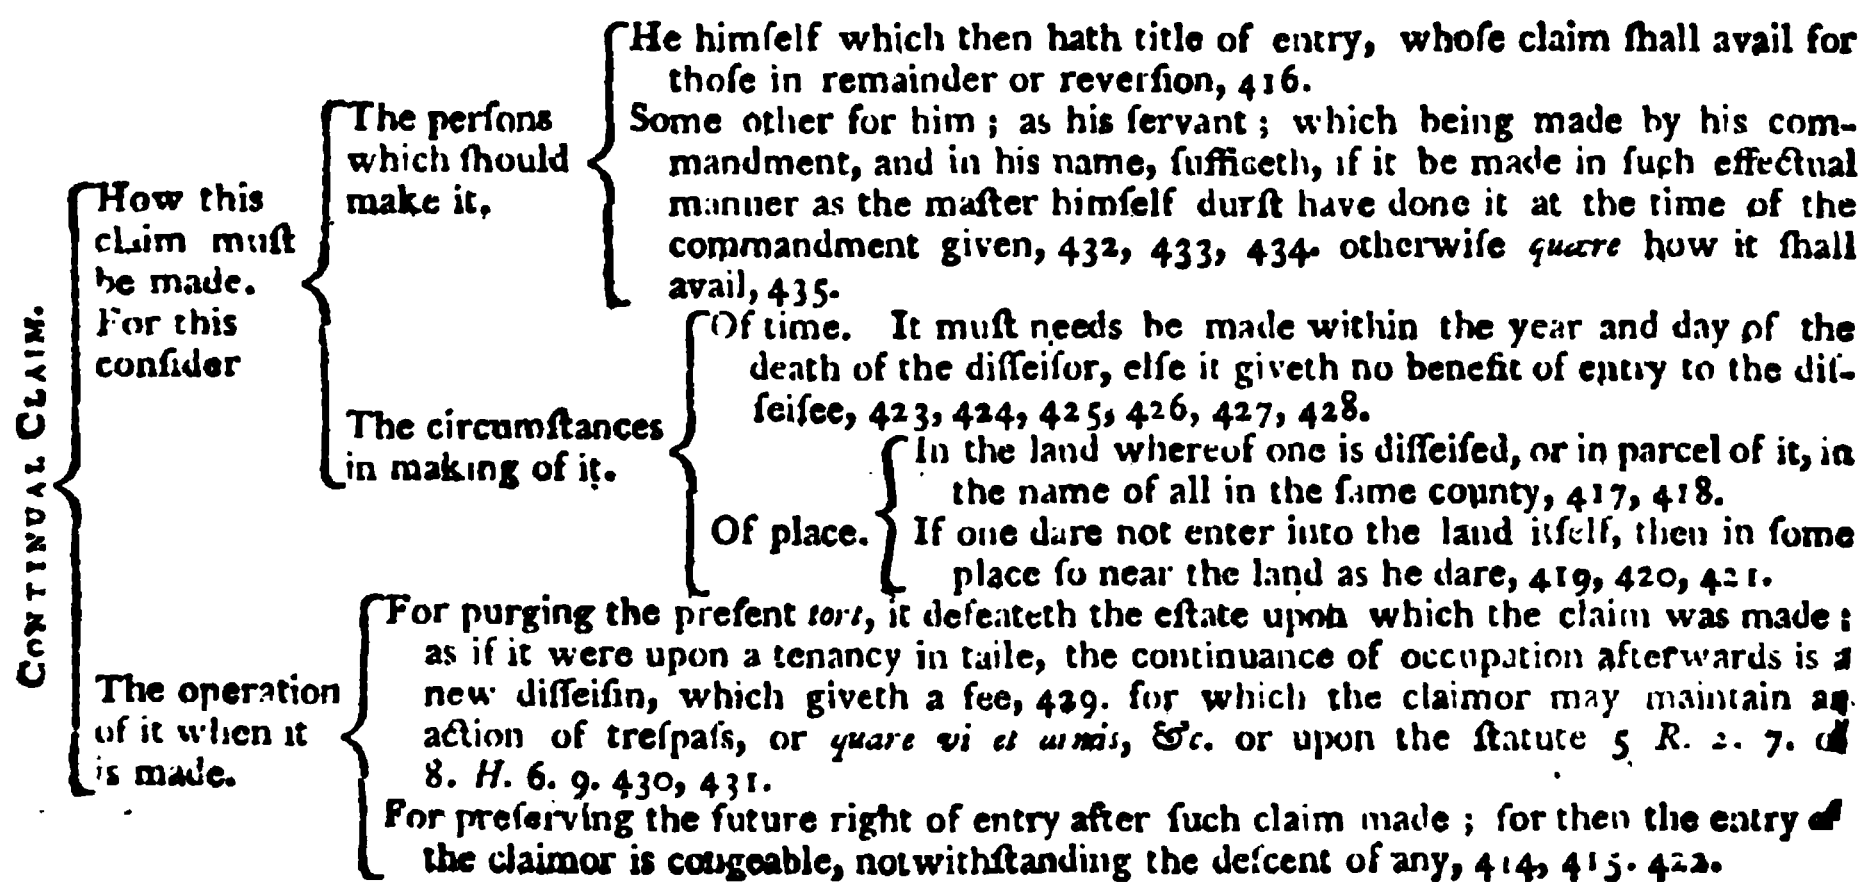 CONTINUAL CLAIM.
How this
claim muſt
be made.
For this
conſider
The perſons
which ſhould
make it,
He himſelf which then hath title of entry, whoſe claim ſhall avail for
thoſe in remainder or reverſion, 416.
Some other for him; as his ſervant; which being made by his com-
mandment, and in his name, ſufficeth, if it be made in ſuch effectual
manner as the maſter himſelf durſt have done it at the time of the
commandment given, 432, 433, 434. otherwiſe quære how it ſhall
avail, 435.
The circumſtances
in making of it.
Of time. It muſt needs be made within the year and day of the
death of the diſſeiſor, elſe it giveth no benefit of entry to the diſ-
ſeiſee, 423, 424, 425, 426, 427, 428.
Of place.
In the land whereof one is diſſeiſed, or in parcel of it, in
the name of all in the ſame county, 417, 418.
If one dare not enter into the land itſelf, then in ſome
place ſo near the land as he dare, 419, 420, 421.
The operation
of it when it
is made.
For purging the preſent tort, it defeateth the eſtate upon which the claim was made:
as if it were upon a tenancy in taile, the continuance of occupation afterwards is a
new diſſeiſin, which giveth a fee, 429. for which the claimor may maintain an
action of treſpaſs, or quare vi et armis, &c. or upon the ſtatute 5 R. 2. 7.
8. H. 6. 9. 430, 431.
For preſerving the future right of entry after ſuch claim made; for then the entry of
the claimor is congeable, notwithſtanding the deſcent of any, 414, 415. 422.